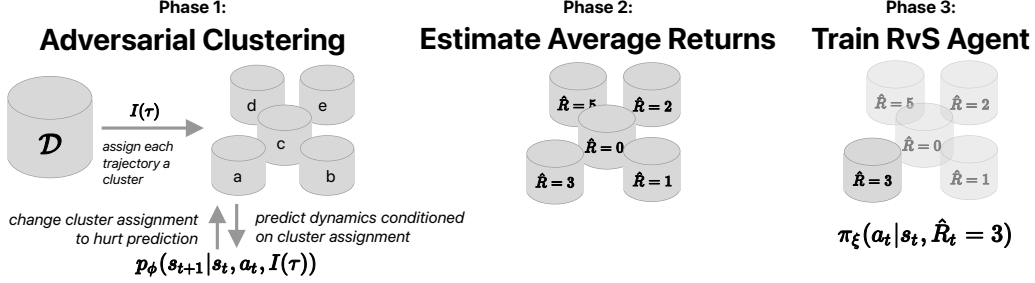 Phase 1:
Adversarial Clustering
𝓓
I(τ)
assign each
trajectory a
cluster
d
e
c
a
b
change cluster assignment
to hurt prediction
predict dynamics conditioned
on cluster assignment
p_ϕ(s_{t+1}|s_t, a_t, I(τ))
Phase 2:
Estimate Average Returns
R̂ = 5
R̂ = 2
R̂ = 0
R̂ = 3
R̂ = 1
Phase 3:
Train RvS Agent
R̂ = 5
R̂ = 2
R̂ = 0
R̂ = 3
R̂ = 1
π_ξ(a_t|s_t, R̂_t = 3)